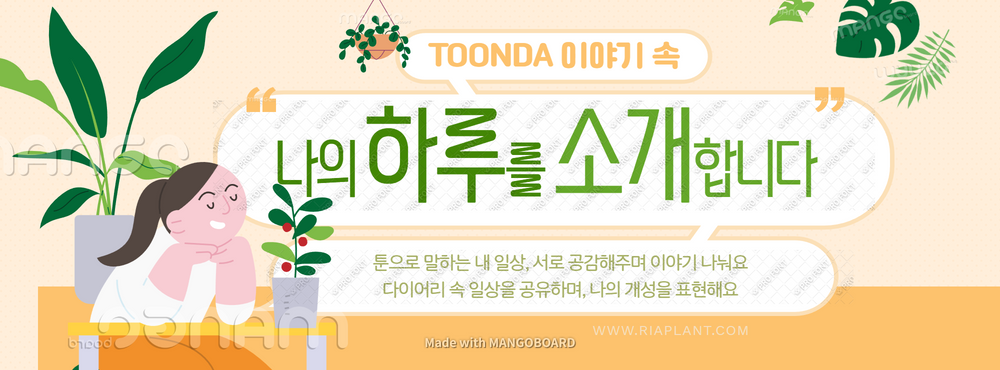 TOONDA 이야기 속
“ 나의 하루를 소개합니다 ”
툰으로 말하는 내 일상, 서로 공감해주며 이야기 나눠요
다이어리 속 일상을 공유하며, 나의 개성을 표현해요
WWW.RIAPLANT.COM
Made with MANGOBOARD